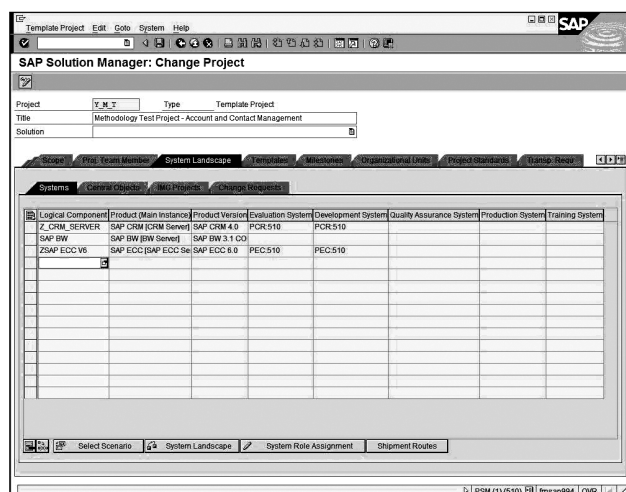 Template Project Edit Goto System Help
SAP
SAP Solution Manager: Change Project
Project Y_M_T Type Template Project
Title Methodology Test Project - Account and Contact Management
Solution
Scope Proj. Team Member System Landscape Templates Milestones Organizational Units Project Standards Transp. Requ
Systems Central Objects IMG Projects Change Requests
Logical Component Product (Main Instance) Product Version Evaluation System Development System Quality Assurance System Production System Training System
Z_CRM_SERVER SAP CRM [CRM Server] SAP CRM 4.0 PCR:510 PCR:510
SAP BW SAP BW [BW Server] SAP BW 3.1 CO
ZSAP ECC V6 SAP ECC [SAP ECC Se SAP ECC 6.0 PEC:510 PEC:510
Select Scenario System Landscape System Role Assignment Shipment Routes
PSM (1) (510) fmsap994 OVR